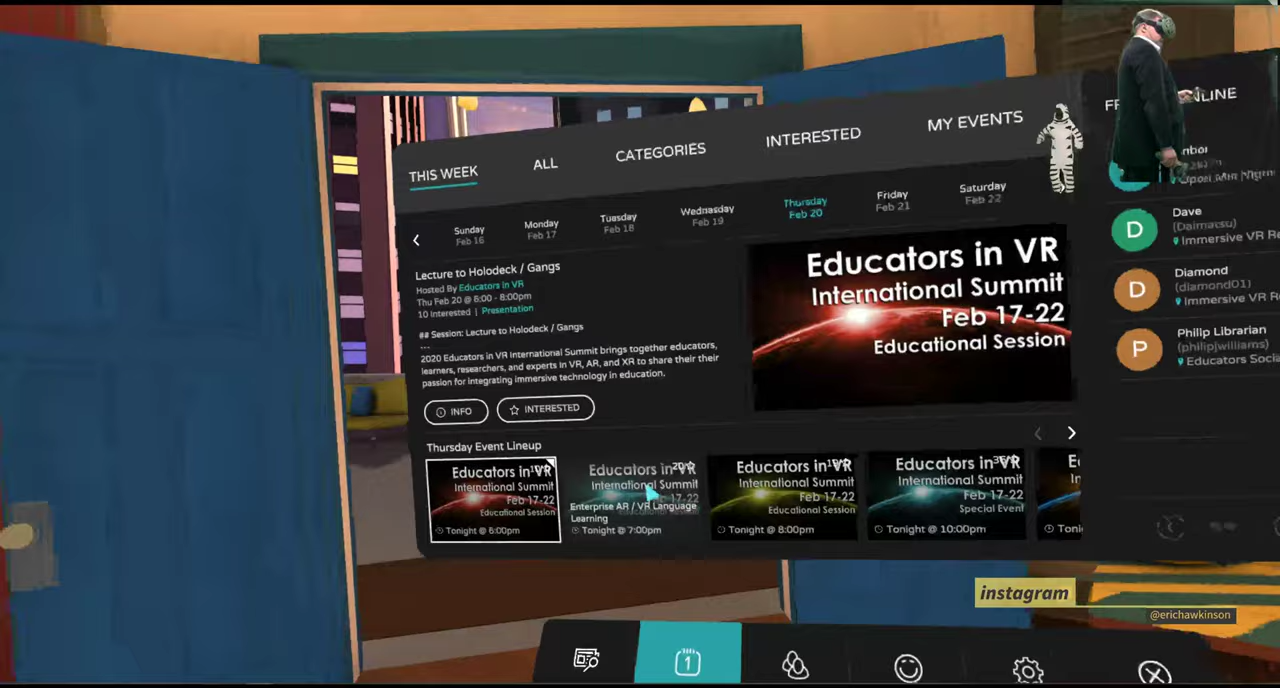 THIS WEEK
ALL
CATEGORIES
INTERESTED
MY EVENTS
Sunday
Feb 16
Monday
Feb 17
Tuesday
Feb 18
Wednesday
Feb 19
Thursday
Feb 20
Friday
Feb 21
Saturday
Feb 22
Lecture to Holodeck / Gangs
Hosted By Educators in VR
Thu Feb 20 @ 6:00 - 8:00pm
10 Interested | Presentation
## Session: Lecture to Holodeck / Gangs
---
2020 Educators in VR International Summit brings together educators,
learners, researchers, and experts in VR, AR, and XR to share their their
passion for integrating immersive technology in education.
INFO
INTERESTED
Educators in VR
International Summit
Feb 17-22
Educational Session
Thursday Event Lineup
Educators in VR
International Summit
Feb 17-22
Educational Session
Tonight @ 6:00pm
Educators in VR
International Summit
17-22
Enterprise AR / VR Language
Learning
Tonight @ 7:00pm
Educators in VR
International Summit
Feb 17-22
Educational Session
Tonight @ 8:00pm
Educators in VR
International Summit
Feb 17-22
Special Event
Tonight @ 10:00pm
Toni
D
Dave
(Daimatsu)
Immersive VR Re
D
Diamond
(diamond01)
Immersive VR Re
P
Philip Librarian
(philipjwilliams)
Educators Socia
instagram
@erichawkinson
1